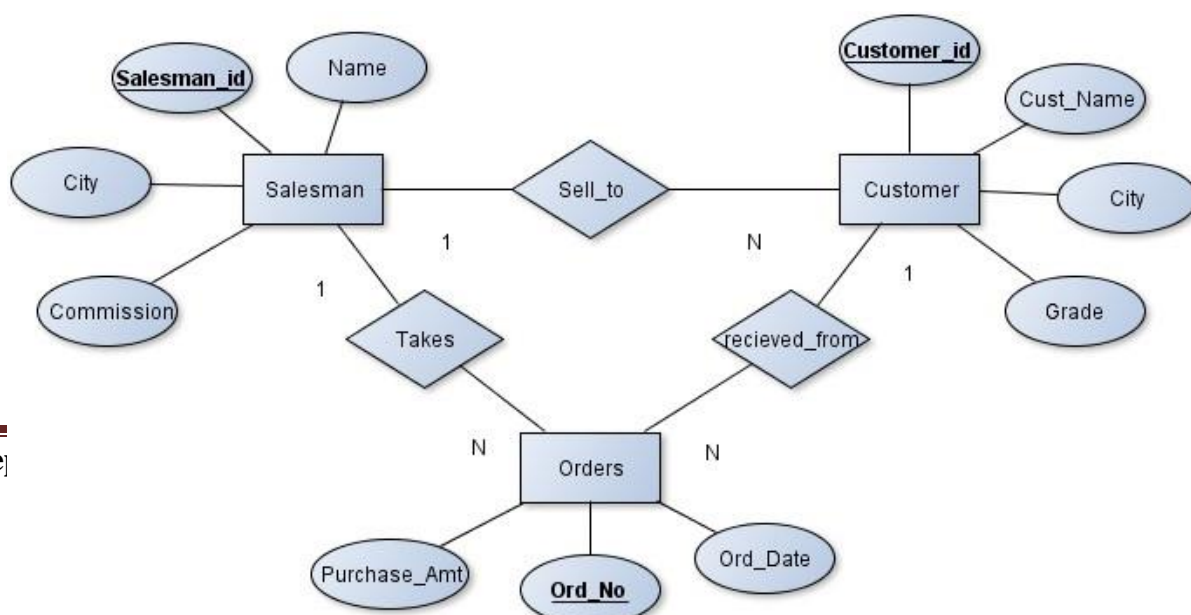 Customer_id
Salesman_id
Name
Cust_Name
City
Salesman
Sell_to
Customer
City
1
N
1
1
Commission
Grade
Takes
recieved_from
N
N
Orders
Purchase_Amt
Ord_No
Ord_Date